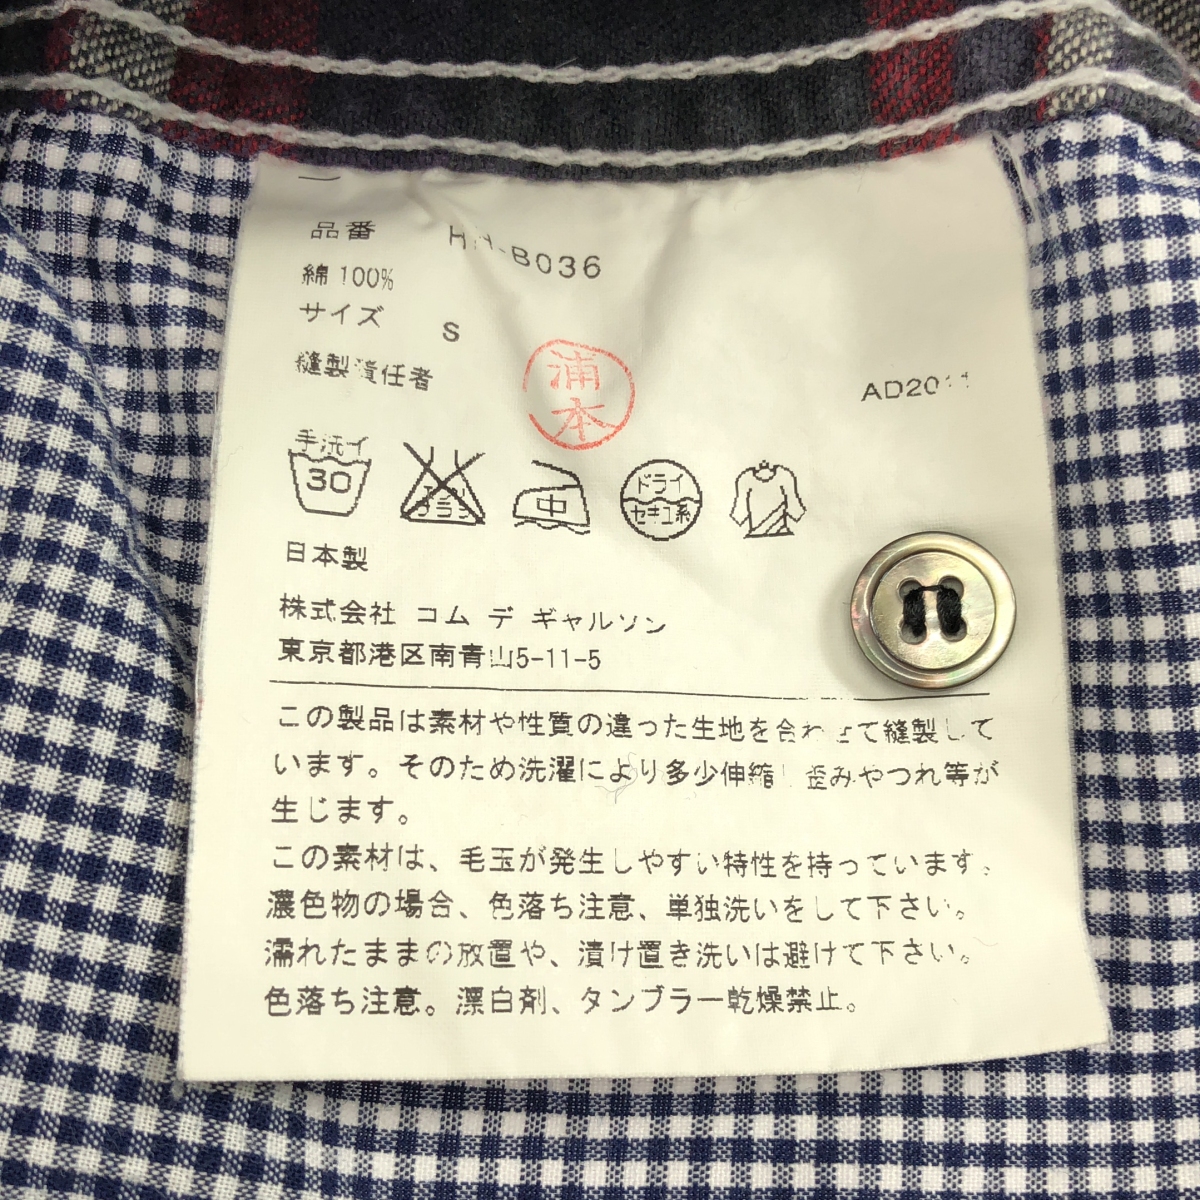 品番 HH-B036
綿 100%
サイズ S
縫製責任者
浦本
AD2011
手洗イ
30
エンソサラシ
中
ドライ
セキユ系
日本製
株式会社 コム デ ギャルソン
東京都港区南青山5-11-5
この製品は素材や性質の違った生地を合わせて縫製して
います。そのため洗濯により多少伸縮し歪みやつれ等が
生じます。
この素材は、毛玉が発生しやすい特性を持っています。
濃色物の場合、色落ち注意、単独洗いをして下さい。
濡れたままの放置や、漬け置き洗いは避けて下さい。
色落ち注意。漂白剤、タンブラー乾燥禁止。